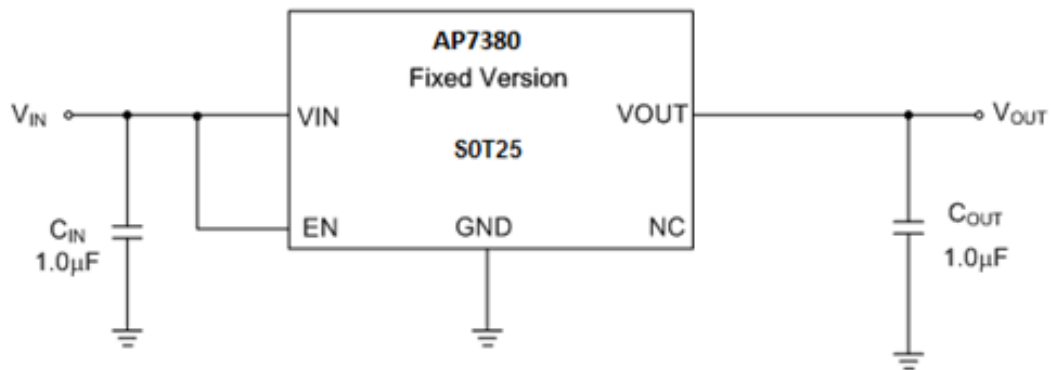 AP7380
Fixed Version
VIN
VIN
VOUT
VOUT
S0T25
CIN
1.0μF
EN
GND
NC
COUT
1.0μF